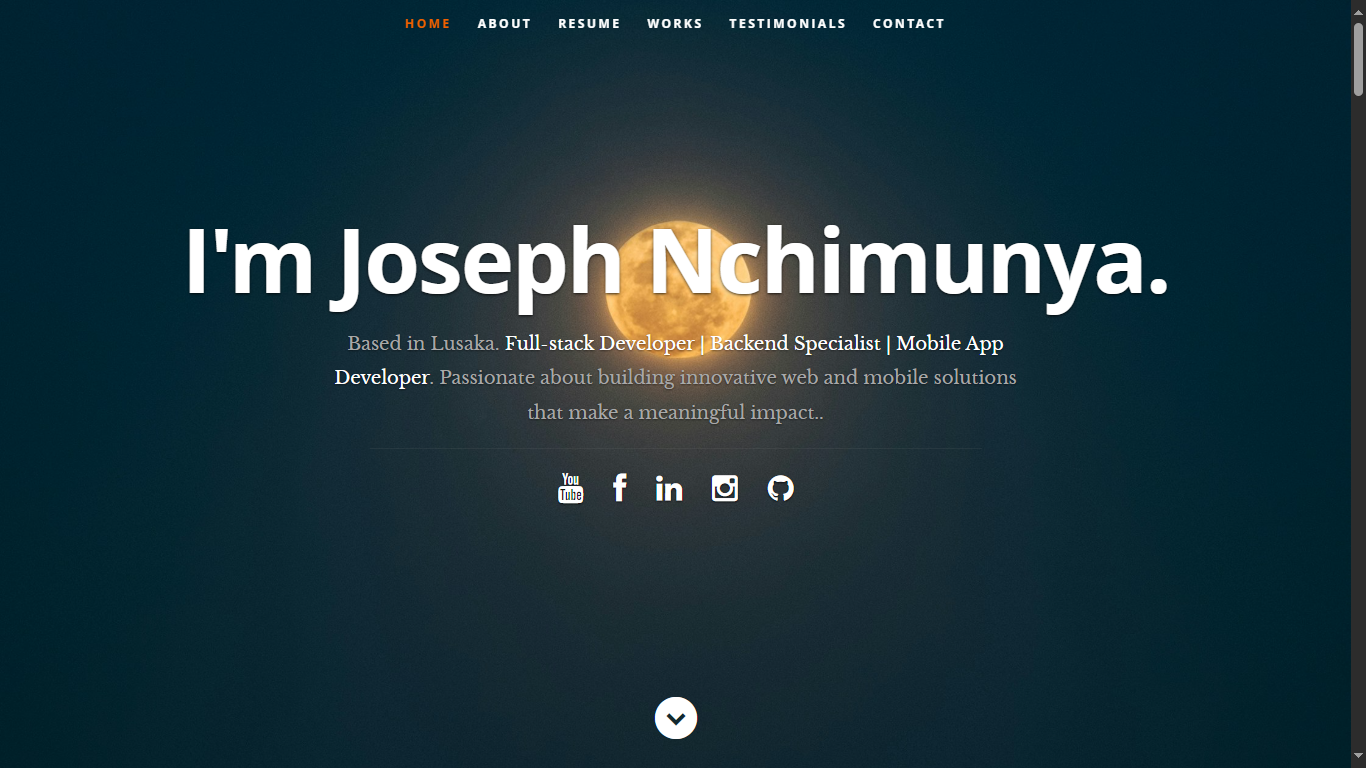 HOME ABOUT RESUME WORKS TESTIMONIALS CONTACT
I'm Joseph Nchimunya.
Based in Lusaka. Full-stack Developer | Backend Specialist | Mobile App
Developer. Passionate about building innovative web and mobile solutions
that make a meaningful impact..
You
Tube
f in